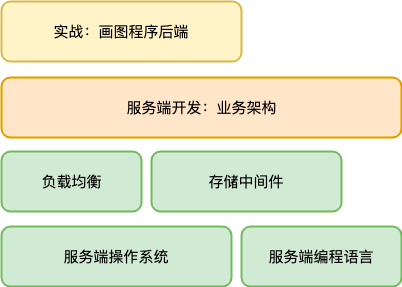 实战：画图程序后端
服务端开发：业务架构
负载均衡
存储中间件
服务端操作系统
服务端编程语言